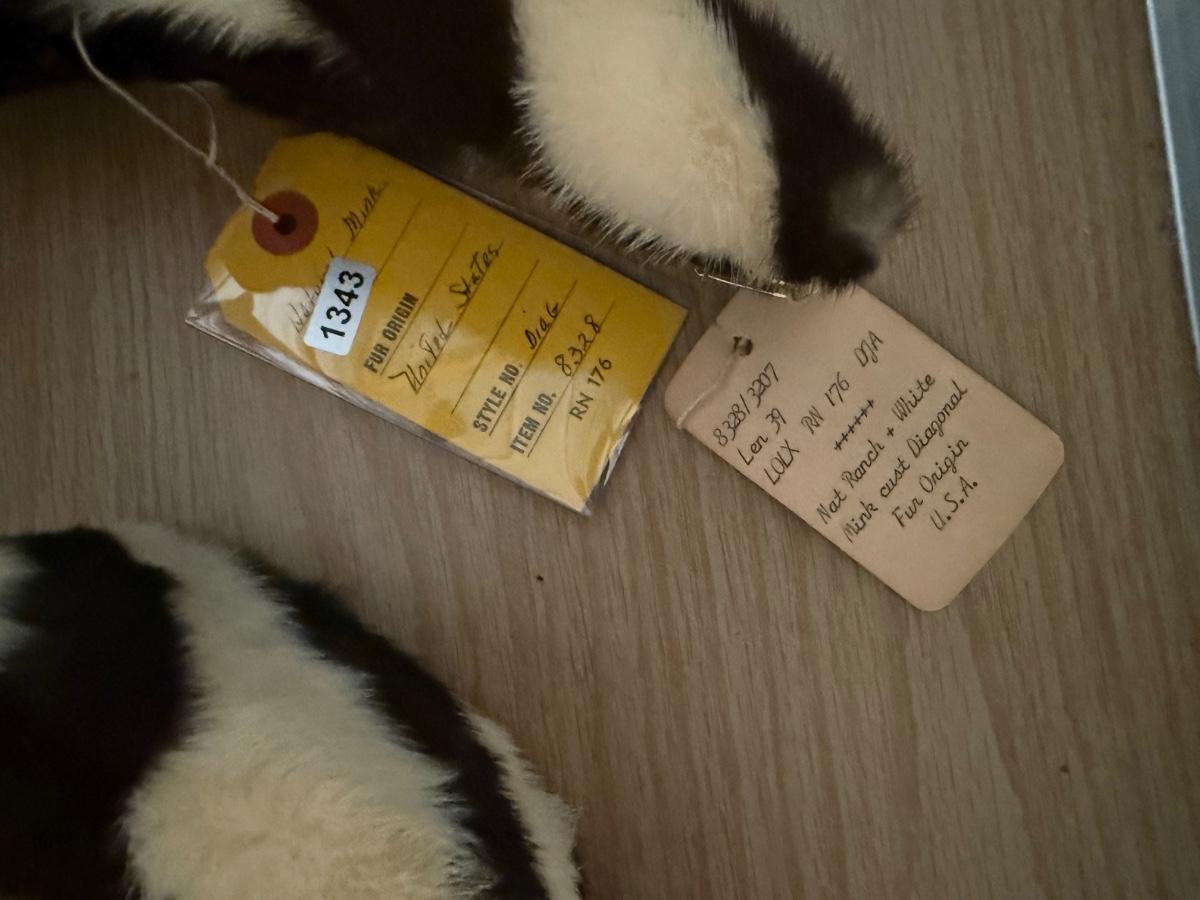 Mink
1343
FUR ORIGIN
United States
STYLE NO. Diag
ITEM NO. 8328
RN 176
8328/3207
Len 39
LOLX RN 176 DJA
++++++
Nat Ranch + White
Mink cust Diagonal
Fur Origin
U.S.A.